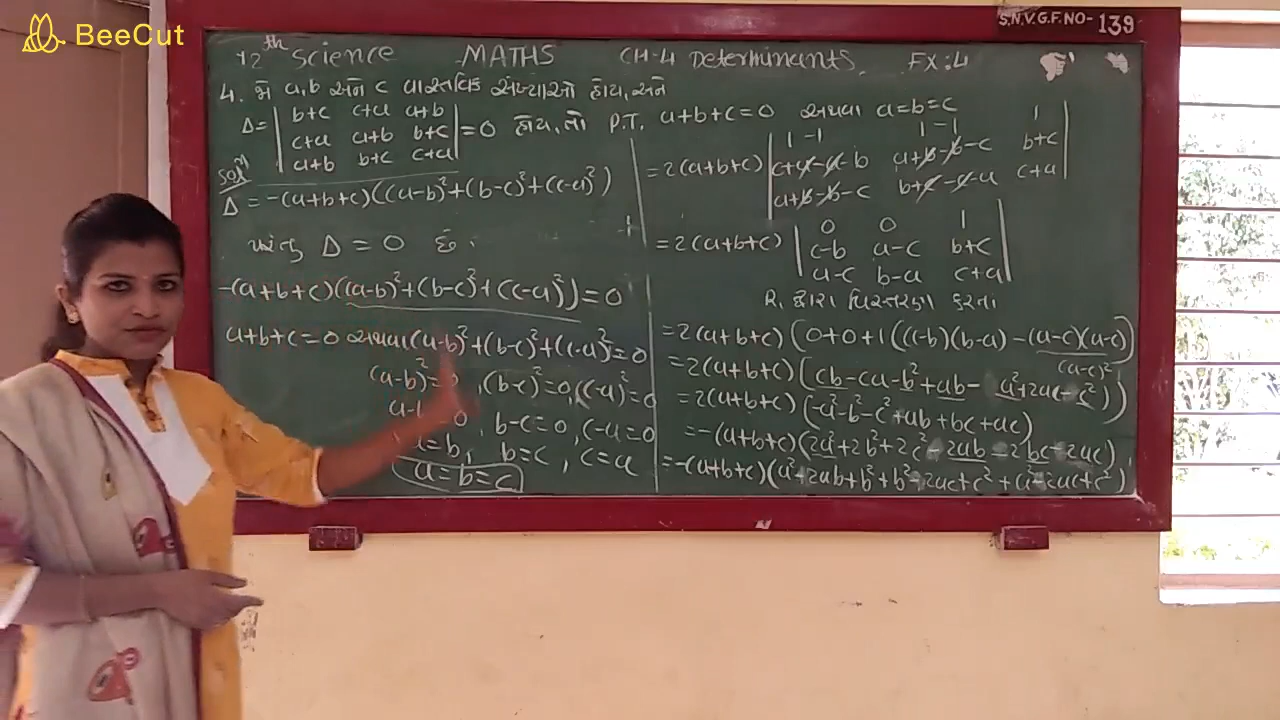 BeeCut
S.N.V.G.F.NO- 139
12th Science MATHS CH-4 Determinants EX:4
4. જો a, b અને c વાસ્તવિક સંખ્યાઓ હોય, અને
Δ= | b+c c+a a+b |
| c+a a+b b+c | =0 હોય, તો P.T. a+b+c=0 અથવા a=b=c
| a+b b+c c+a |
Solⁿ
Δ=-(a+b+c)((a-b)²+(b-c)²+(c-a)²)
પરંતુ Δ=0 છે.
-(a+b+c)((a-b)²+(b-c)²+(c-a)²)=0
a+b+c=0 અથવા (a-b)²+(b-c)²+(c-a)²=0
(a-b)²= , (b-c)²=0, (c-a)²=0
0, b-c=0, c-a=0
a=b, b=c, c=a
a=b=c
1-1 1-1 1
=2(a+b+c) | c+a-a-b a+b-b-c b+c |
| a+b-b-c b+c-c-a c+a |
0 0 1
=2(a+b+c) | c-b a-c b+c |
a-c b-a c+a
R₁ દ્વારા વિસ્તરણ કરતા
=2(a+b+c)(0+0+1((c-b)(b-a)-(a-c)(a-c))
(a-c)²
=2(a+b+c)(cb-ca-b²+ab- a²+2ac-c²))
=2(a+b+c)(-a²-b²-c²+ab+bc+ac)
=-(a+b+c)(2a²+2b²+2c²-2ab-2bc-2ac)
=-(a+b+c)(a²-2ab+b²+b²-2ac+c²+a²-2ac+c²)